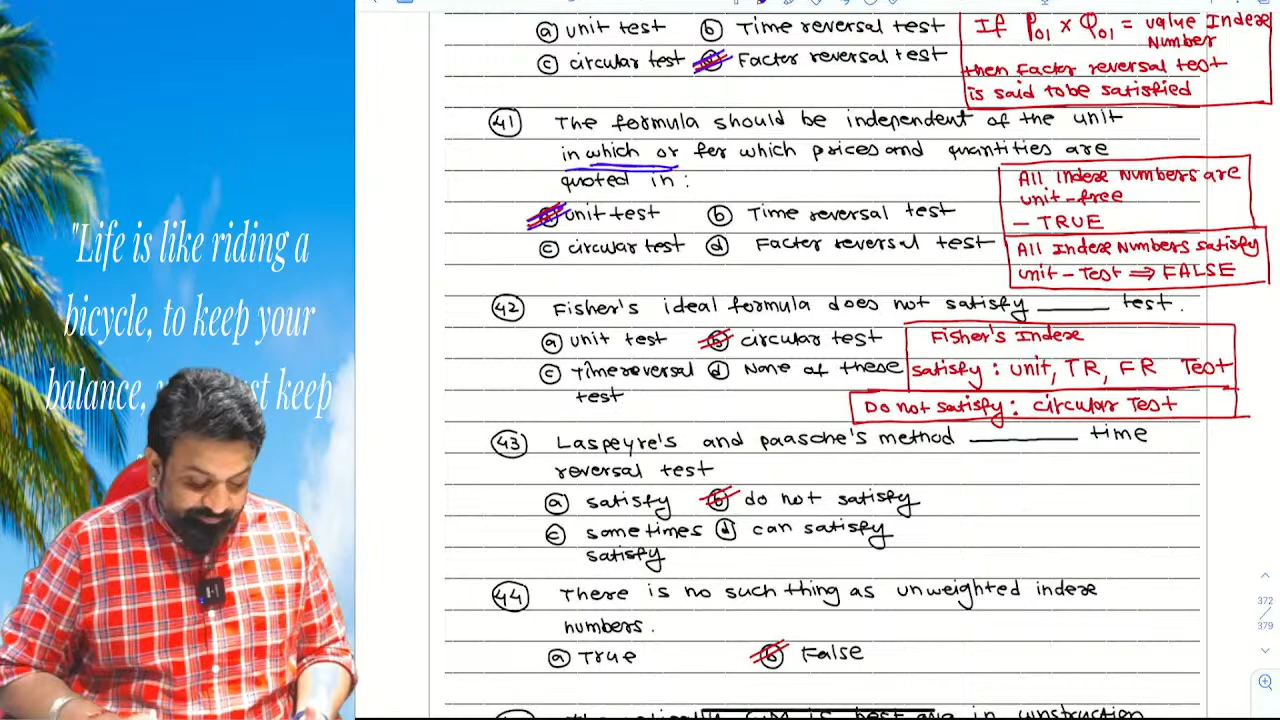 "Life is like riding a
bicycle, to keep your
balance, keep
ⓐ unit test ⓑ Time reversal test
ⓒ circular test ⓓ Factor reversal test
If P01 × Q01 = value Index
Number
then Factor reversal test
is said to be satisfied
41 The formula should be independent of the unit
in which or for which prices and quantities are
quoted in :
ⓐ unit test ⓑ Time reversal test
ⓒ circular test ⓓ Factor reversal test
All Index Numbers are
unit-free
– TRUE
All Index Numbers satisfy
unit-Test ⇒ FALSE
42 Fisher's ideal formula does not satisfy ______ test.
ⓐ unit test ⓑ circular test
ⓒ Time reversal ⓓ None of these
test
Fisher's Index
satisfy : unit, TR, FR Test
Do not satisfy : circular Test
43 Laspeyre's and paasche's method ________ time
reversal test
ⓐ satisfy ⓑ do not satisfy
ⓒ sometimes ⓓ can satisfy
satisfy
44 There is no such thing as unweighted index
numbers.
ⓐ True ⓑ False
372
/
379